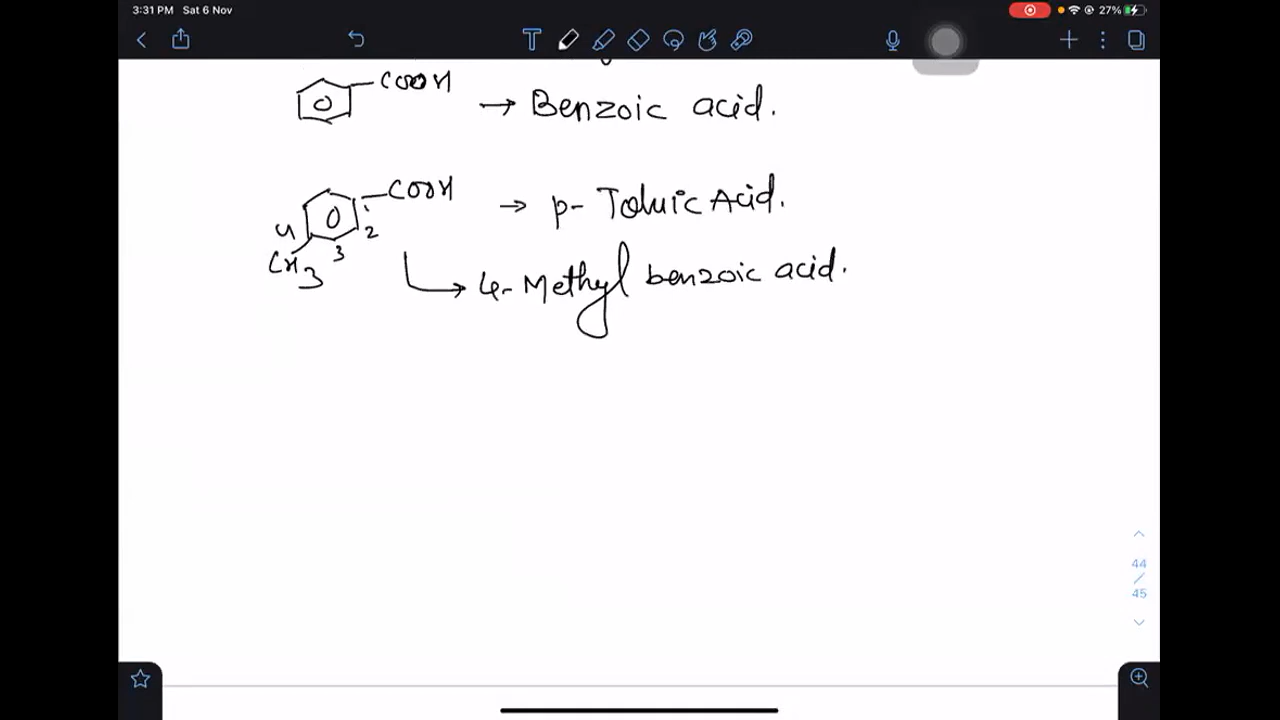 3:31 PM Sat 6 Nov
27%
T
COOH
→ Benzoic acid.
COOH
→ p- Toluic Acid.
1
4
2
3
CH3
→ 4- Methyl benzoic acid.
44
/
45